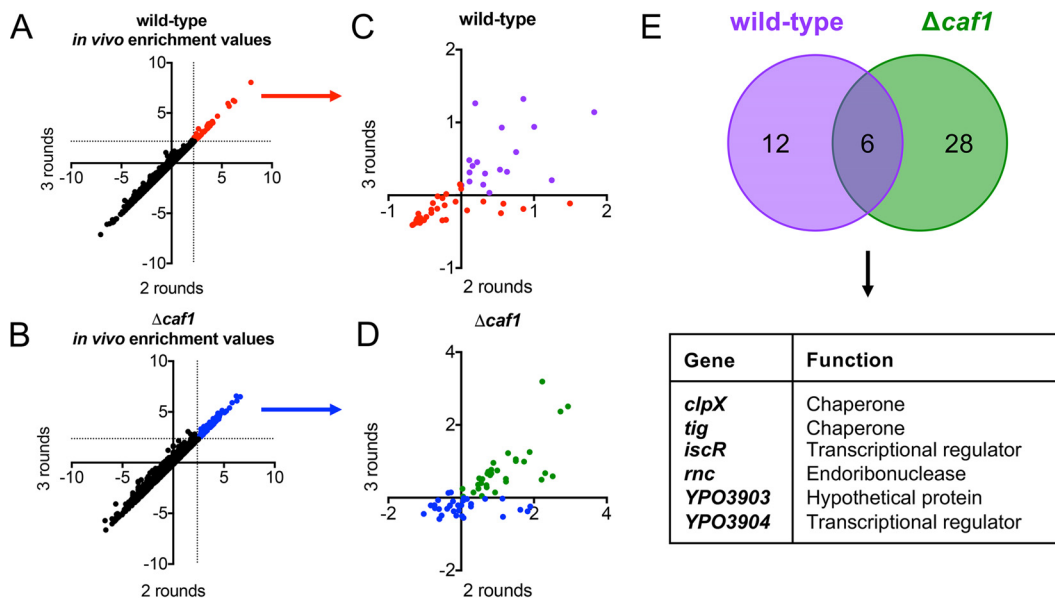 A
wild-type
in vivo enrichment values
10
5
-10
-5
5
10
-5
-10
3 rounds
2 rounds
B
Δcaf1
in vivo enrichment values
10
5
-10
-5
5
10
-5
-10
3 rounds
2 rounds
C
wild-type
2
1
-1
0
1
2
-1
3 rounds
2 rounds
D
Δcaf1
4
2
-2
0
2
4
-2
3 rounds
2 rounds
E
wild-type Δcaf1
12 6 28
Gene Function
clpX Chaperone
tig Chaperone
iscR Transcriptional regulator
rnc Endoribonuclease
YPO3903 Hypothetical protein
YPO3904 Transcriptional regulator